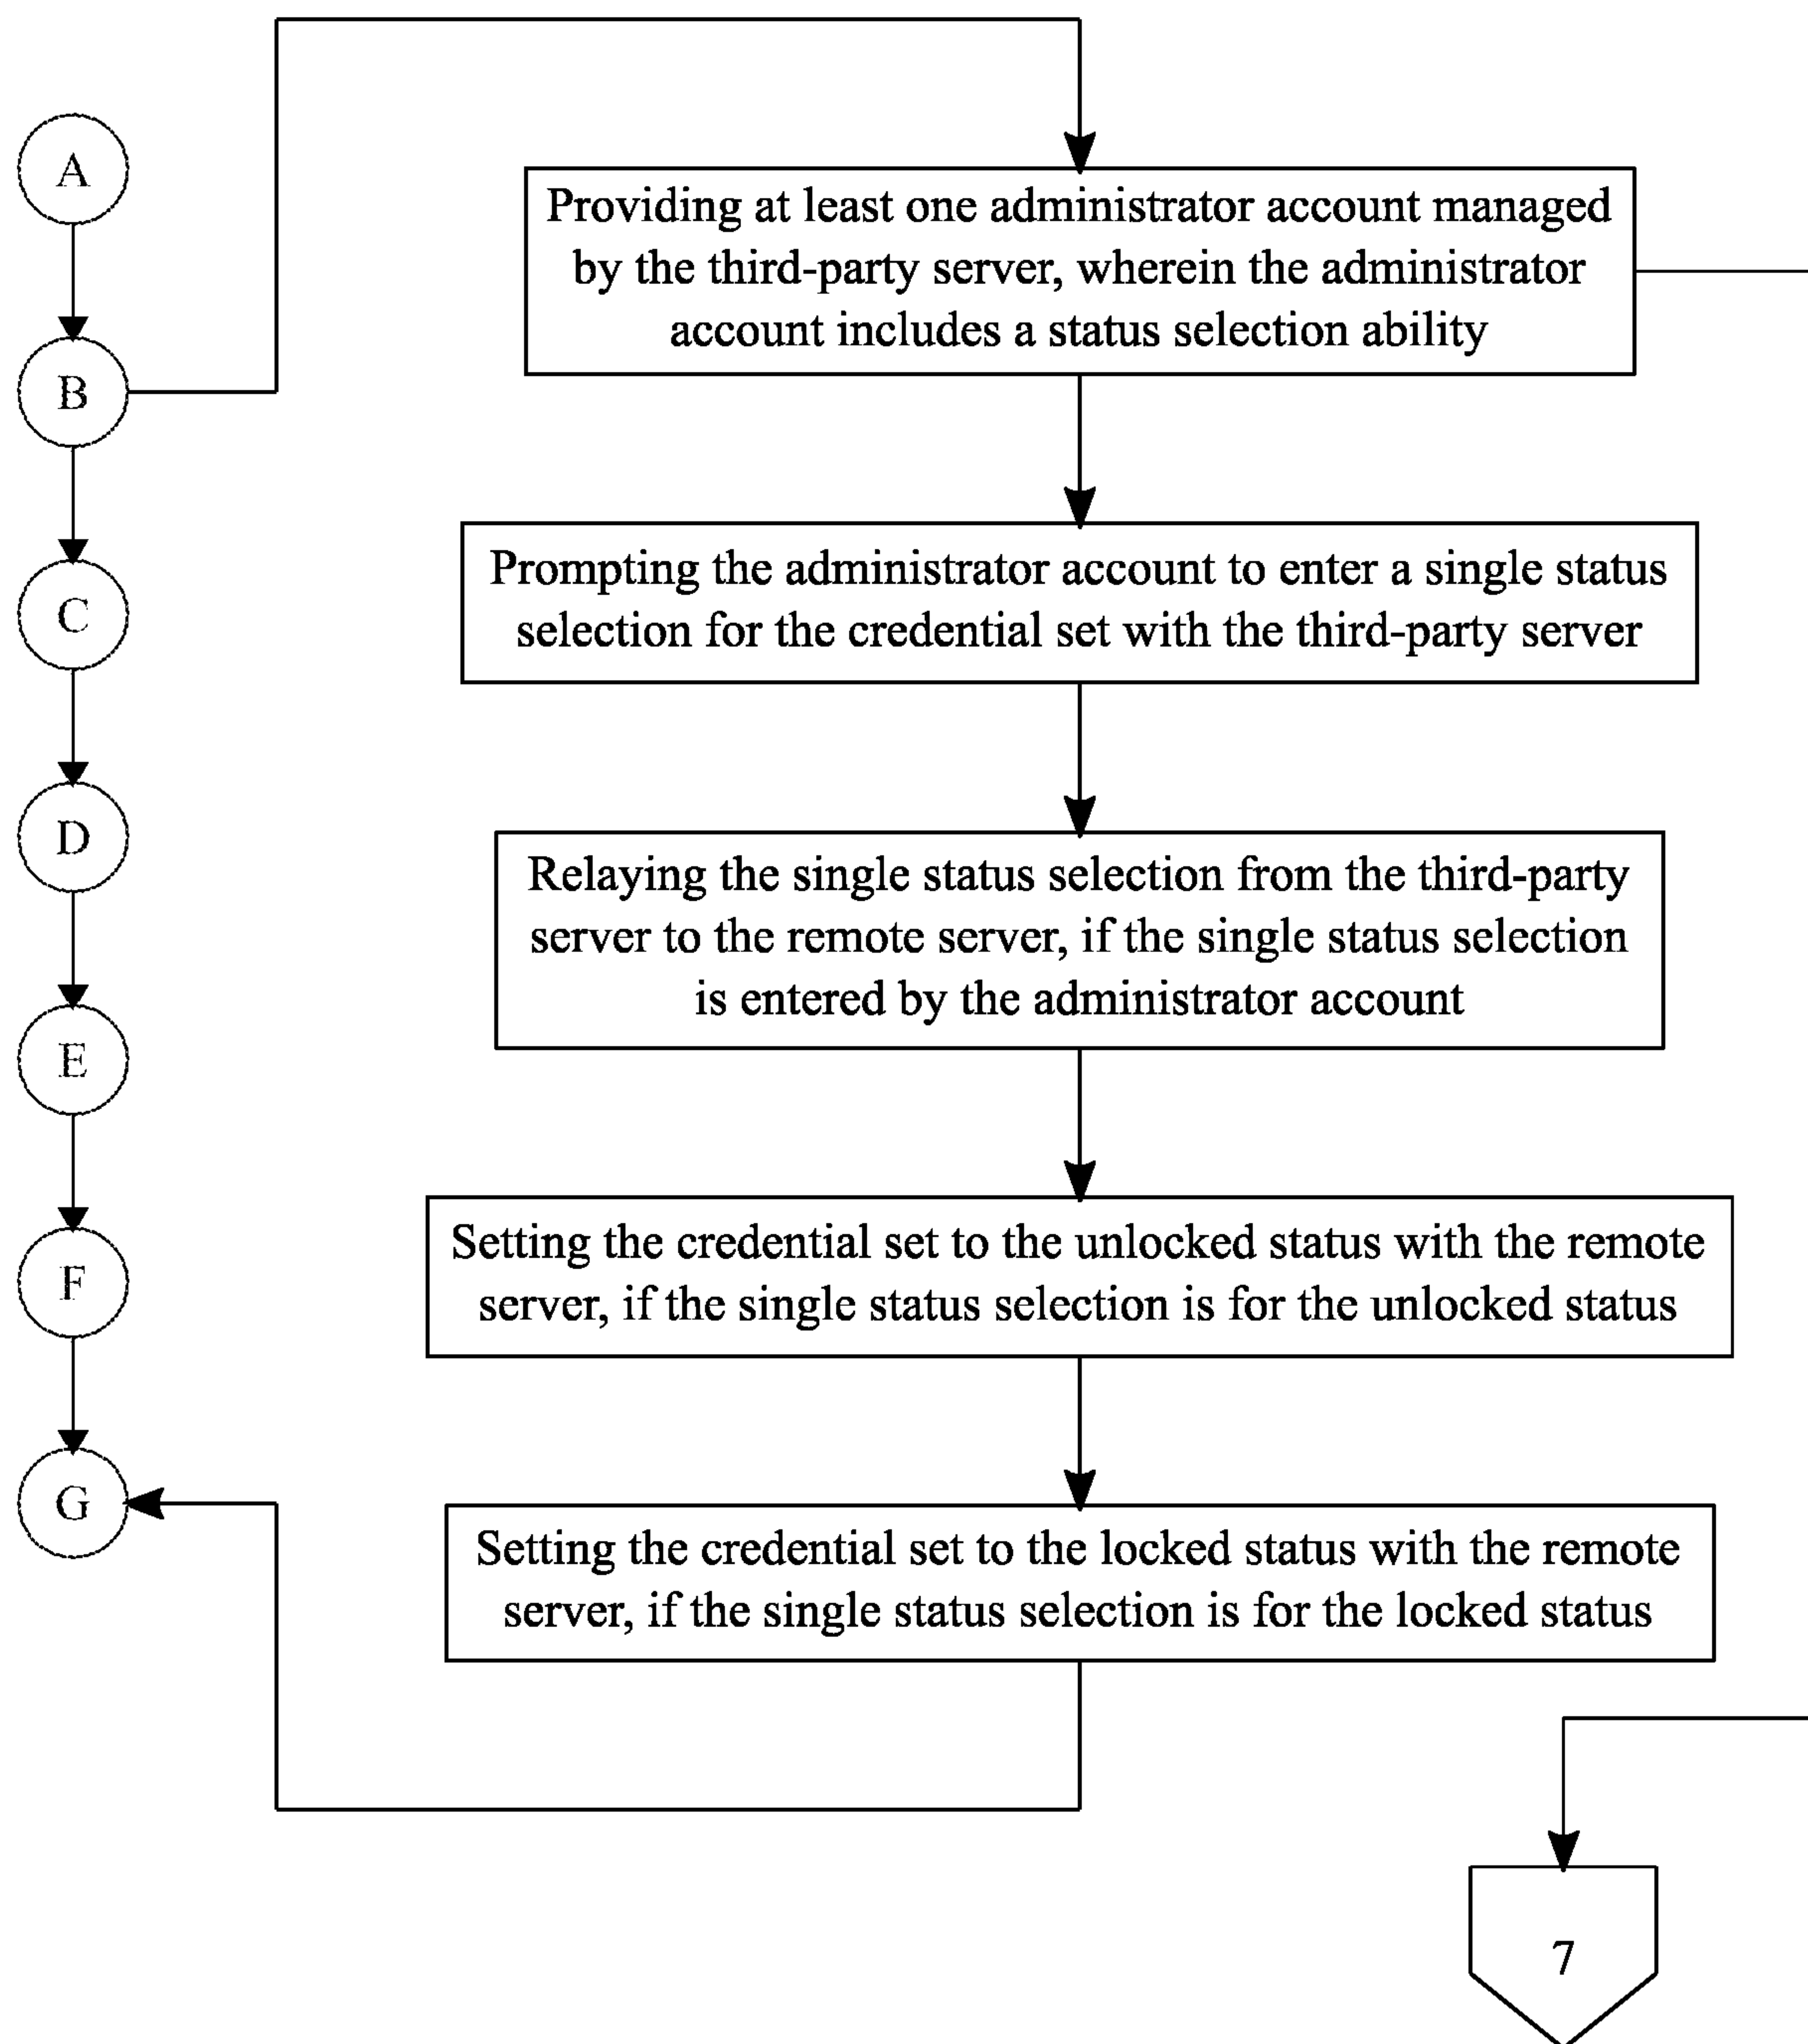 A
B
C
D
E
F
G
Providing at least one administrator account managed
by the third-party server, wherein the administrator
account includes a status selection ability
Prompting the administrator account to enter a single status
selection for the credential set with the third-party server
Relaying the single status selection from the third-party
server to the remote server, if the single status selection
is entered by the administrator account
Setting the credential set to the unlocked status with the remote
server, if the single status selection is for the unlocked status
Setting the credential set to the locked status with the remote
server, if the single status selection is for the locked status
7